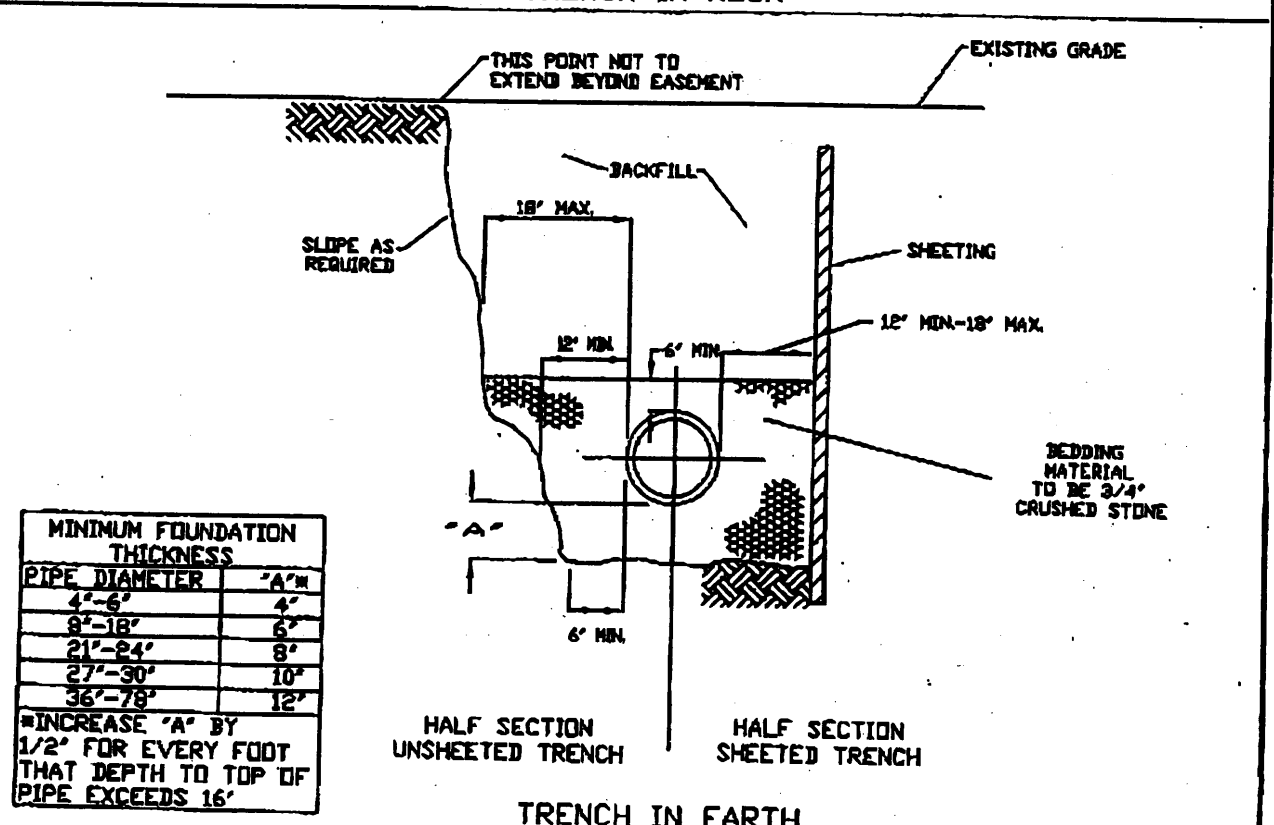 THIS POINT NOT TO
EXTEND BEYOND EASEMENT
EXISTING GRADE
BACKFILL
18" MAX.
SLOPE AS
REQUIRED
SHEETING
12" MIN.-18" MAX.
12" MIN.
6" MIN.
BEDDING
MATERIAL
TO BE 3/4"
CRUSHED STONE
"A"
6" MIN.
MINIMUM FOUNDATION
THICKNESS
PIPE DIAMETER "A"*
4"-6" 4"
8"-18" 6"
21"-24" 8"
27"-30" 10"
36"-78" 12"
*INCREASE "A" BY
1/2" FOR EVERY FOOT
THAT DEPTH TO TOP OF
PIPE EXCEEDS 16'
HALF SECTION
UNSHEETED TRENCH
HALF SECTION
SHEETED TRENCH
TRENCH IN EARTH